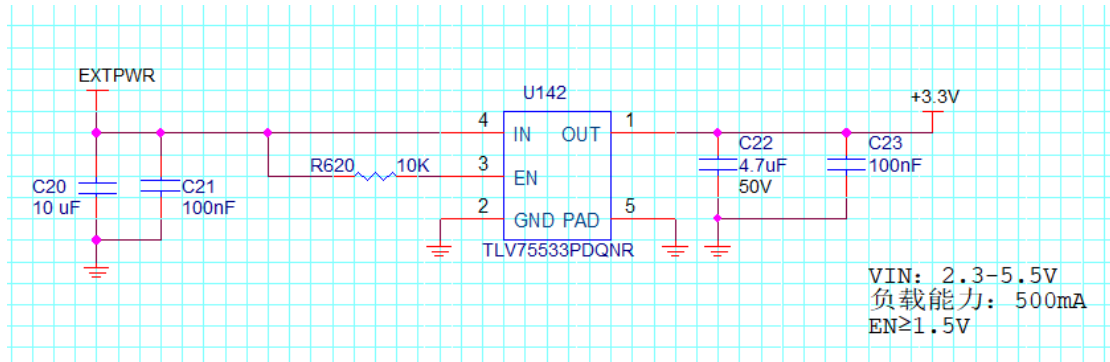 EXTPWR
U142
+3.3V
4
IN
OUT
1
R620
10K
3
EN
C20
10 uF
C21
100nF
2
GND
PAD
5
C22
4.7uF
50V
C23
100nF
TLV75533PDQNR
VIN: 2.3-5.5V
负载能力: 500mA
EN≥1.5V